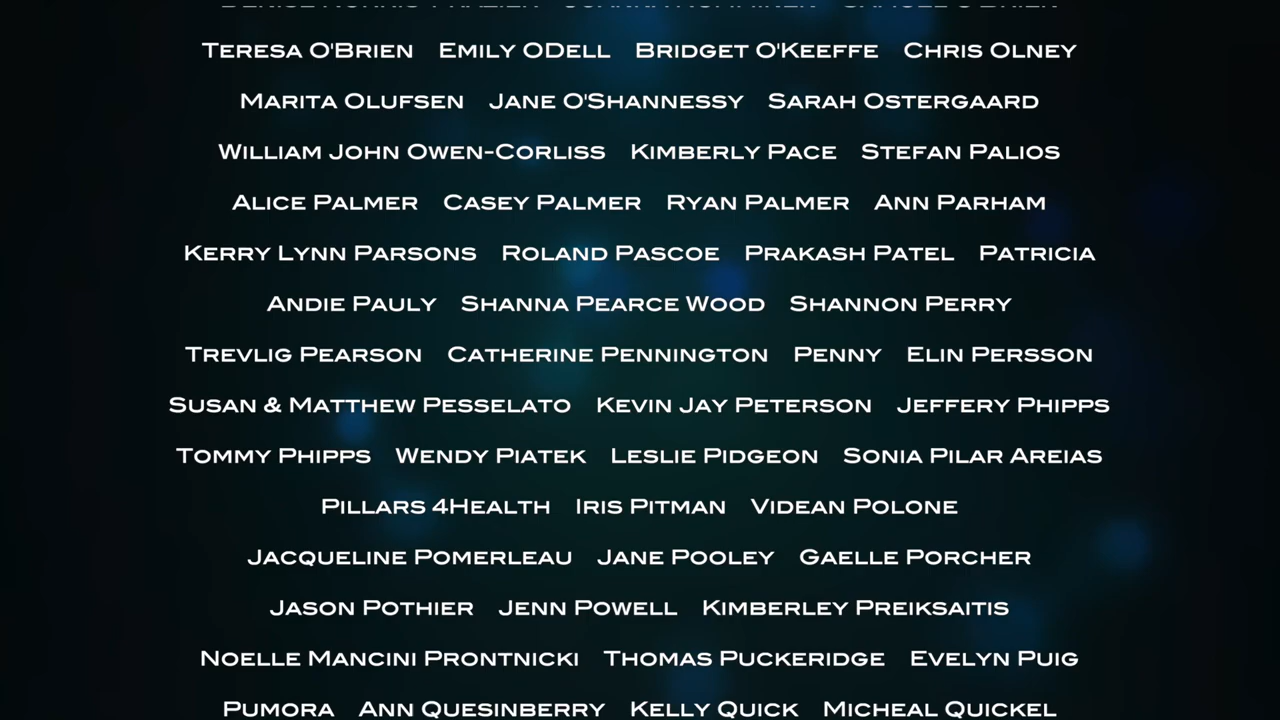 Teresa O'Brien Emily ODell Bridget O'Keeffe Chris Olney
Marita Olufsen Jane O'Shannessy Sarah Ostergaard
William John Owen-Corliss Kimberly Pace Stefan Palios
Alice Palmer Casey Palmer Ryan Palmer Ann Parham
Kerry Lynn Parsons Roland Pascoe Prakash Patel Patricia
Andie Pauly Shanna Pearce Wood Shannon Perry
Trevlig Pearson Catherine Pennington Penny Elin Persson
Susan & Matthew Pesselato Kevin Jay Peterson Jeffery Phipps
Tommy Phipps Wendy Piatek Leslie Pidgeon Sonia Pilar Areias
Pillars 4Health Iris Pitman Videan Polone
Jacqueline Pomerleau Jane Pooley Gaelle Porcher
Jason Pothier Jenn Powell Kimberley Preiksaitis
Noelle Mancini Prontnicki Thomas Puckeridge Evelyn Puig
Pumora Ann Quesinberry Kelly Quick Micheal Quickel